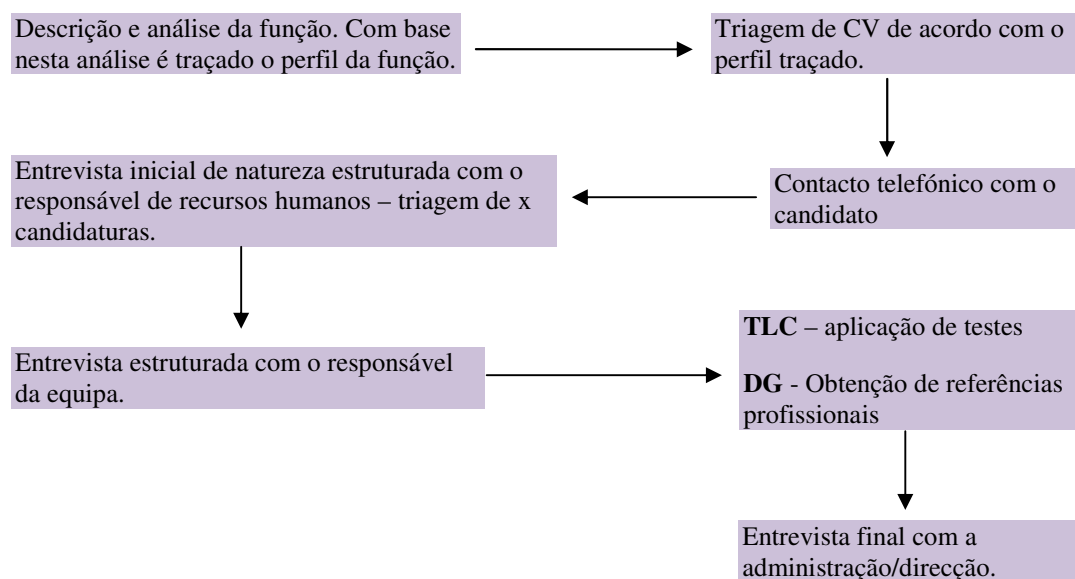 Descrição e análise da função. Com base
nesta análise é traçado o perfil da função.
Triagem de CV de acordo com o
perfil traçado.
Contacto telefónico com o
candidato
Entrevista inicial de natureza estruturada com o
responsável de recursos humanos – triagem de x
candidaturas.
Entrevista estruturada com o responsável
da equipa.
TLC – aplicação de testes
DG - Obtenção de referências
profissionais
Entrevista final com a
administração/direcção.